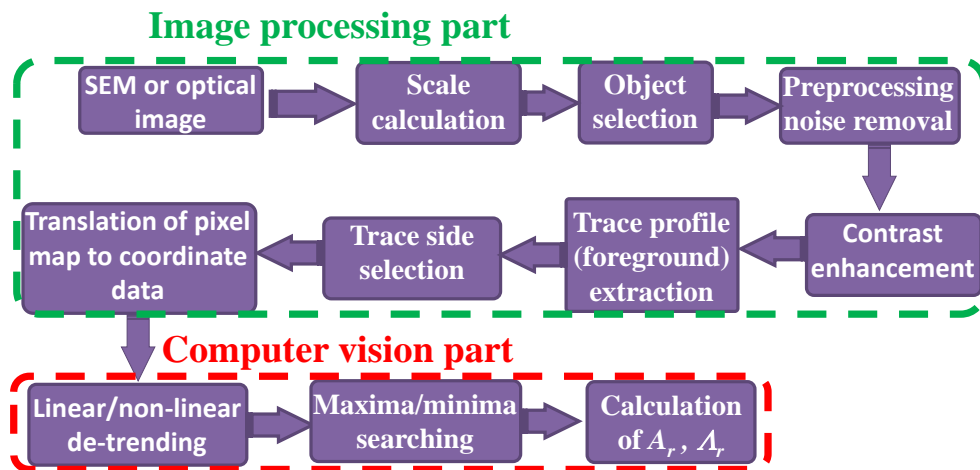 Image processing part
SEM or optical
image
Scale
calculation
Object
selection
Preprocessing
noise removal
Contrast
enhancement
Trace profile
(foreground)
extraction
Trace side
selection
Translation of pixel
map to coordinate
data
Computer vision part
Linear/non-linear
de-trending
Maxima/minima
searching
Calculation
of A_r , Λ_r